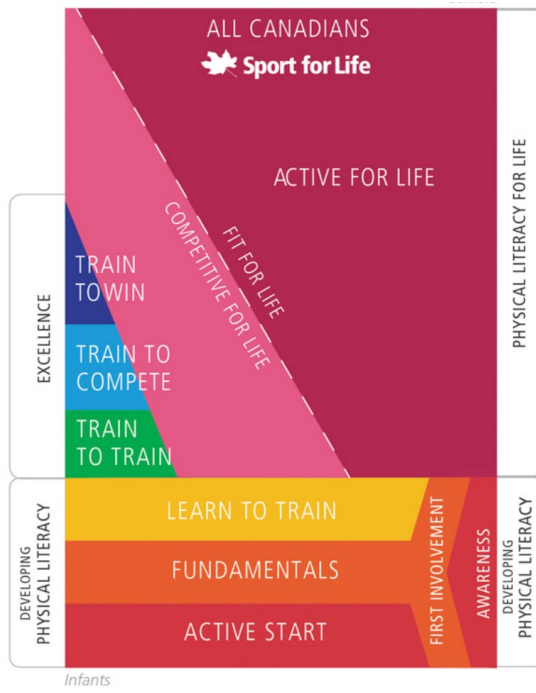 ALL CANADIANS
Sport for Life
ACTIVE FOR LIFE
FIT FOR LIFE
COMPETITIVE FOR LIFE
PHYSICAL LITERACY FOR LIFE
EXCELLENCE
TRAIN
TO WIN
TRAIN TO
COMPETE
TRAIN
TO TRAIN
DEVELOPING
PHYSICAL LITERACY
LEARN TO TRAIN
FUNDAMENTALS
ACTIVE START
FIRST INVOLVEMENT
AWARENESS
DEVELOPING
PHYSICAL LITERACY
Infants